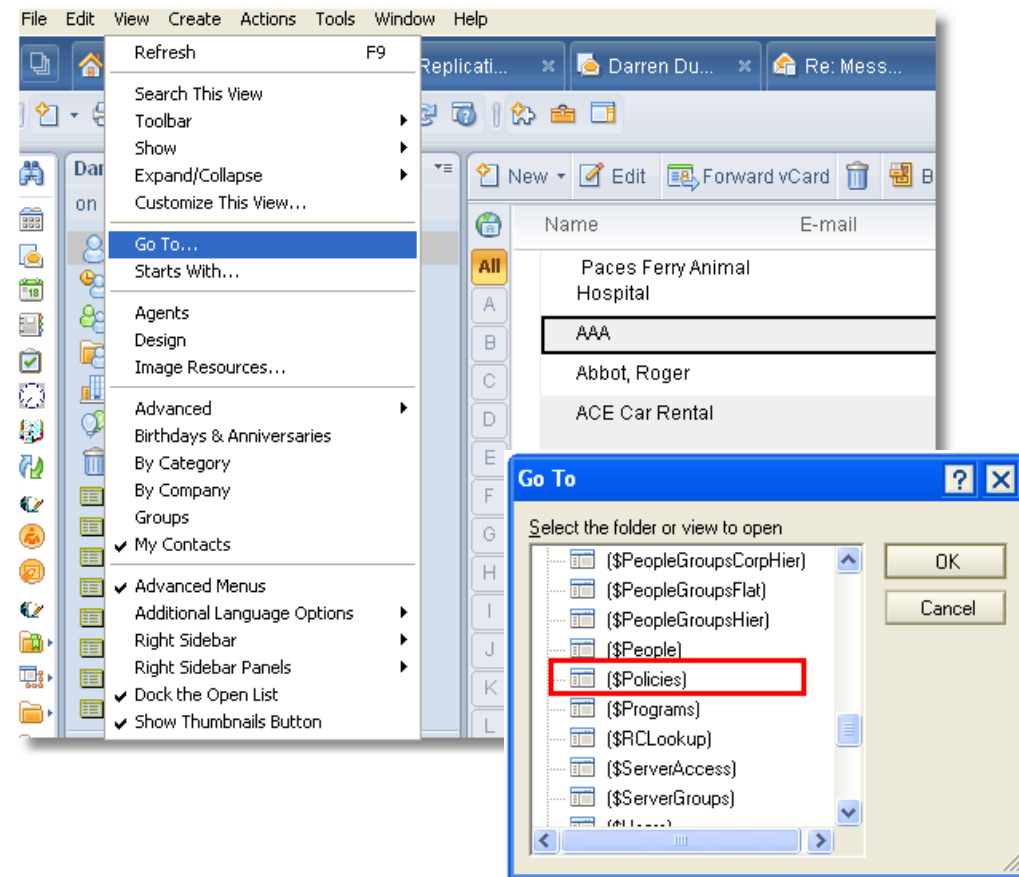 File Edit View Create Actions Tools Window Help
Replicati... Darren Du... Re: Mess...
Refresh F9
Search This View
Toolbar
Show
Expand/Collapse
Customize This View...
Go To...
Starts With...
Agents
Design
Image Resources...
Advanced
Birthdays & Anniversaries
By Category
By Company
Groups
My Contacts
Advanced Menus
Additional Language Options
Right Sidebar
Right Sidebar Panels
Dock the Open List
Show Thumbnails Button
Dar
on
18
New Edit Forward vCard B
Name E-mail
All
A
B
C
D
E
F
G
H
I
J
K
L
Paces Ferry Animal
Hospital
AAA
Abbot, Roger
ACE Car Rental
Go To
Select the folder or view to open
($PeopleGroupsCorpHier)
($PeopleGroupsFlat)
($PeopleGroupsHier)
($People)
($Policies)
($Programs)
($RCLookup)
($ServerAccess)
($ServerGroups)
OK
Cancel